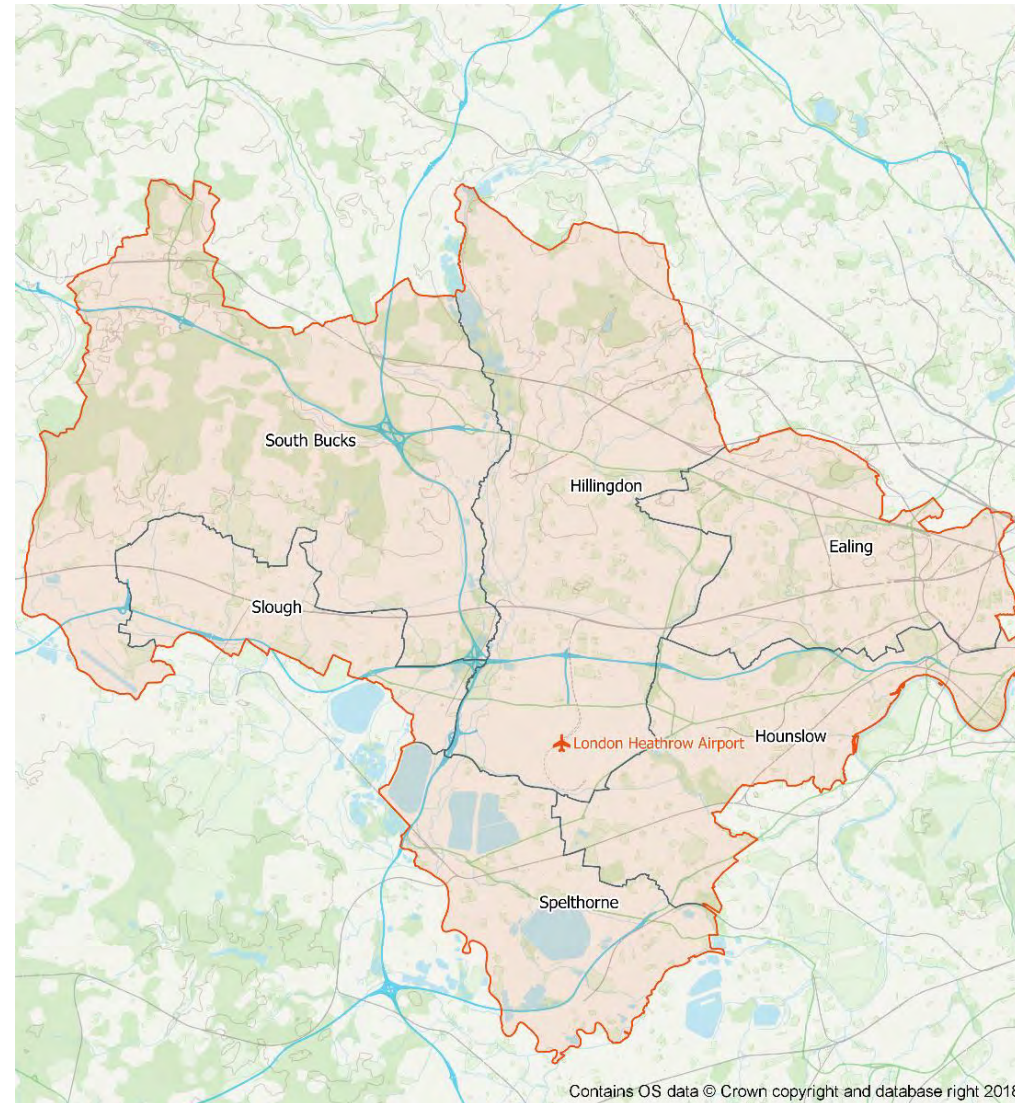 South Bucks
Hillingdon
Ealing
Slough
London Heathrow Airport
Hounslow
Spelthorne
Contains OS data © Crown copyright and database right 2018